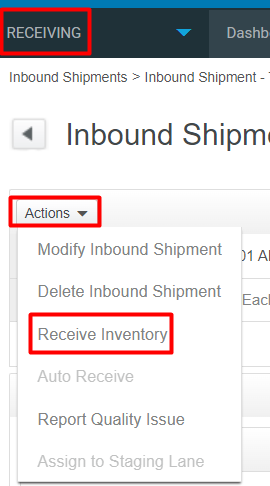 RECEIVING Dashb
Inbound Shipments > Inbound Shipment -
Inbound Shipm
Actions
01 A
Modify Inbound Shipment
Delete Inbound Shipment
Each
Receive Inventory
Auto Receive
Report Quality Issue
Assign to Staging Lane